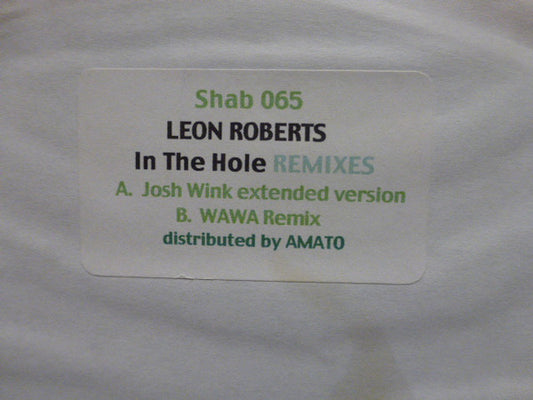 Shab 065
LEON ROBERTS
In The Hole REMIXES
A. Josh Wink extended version
B. WAWA Remix
distributed by AMATO